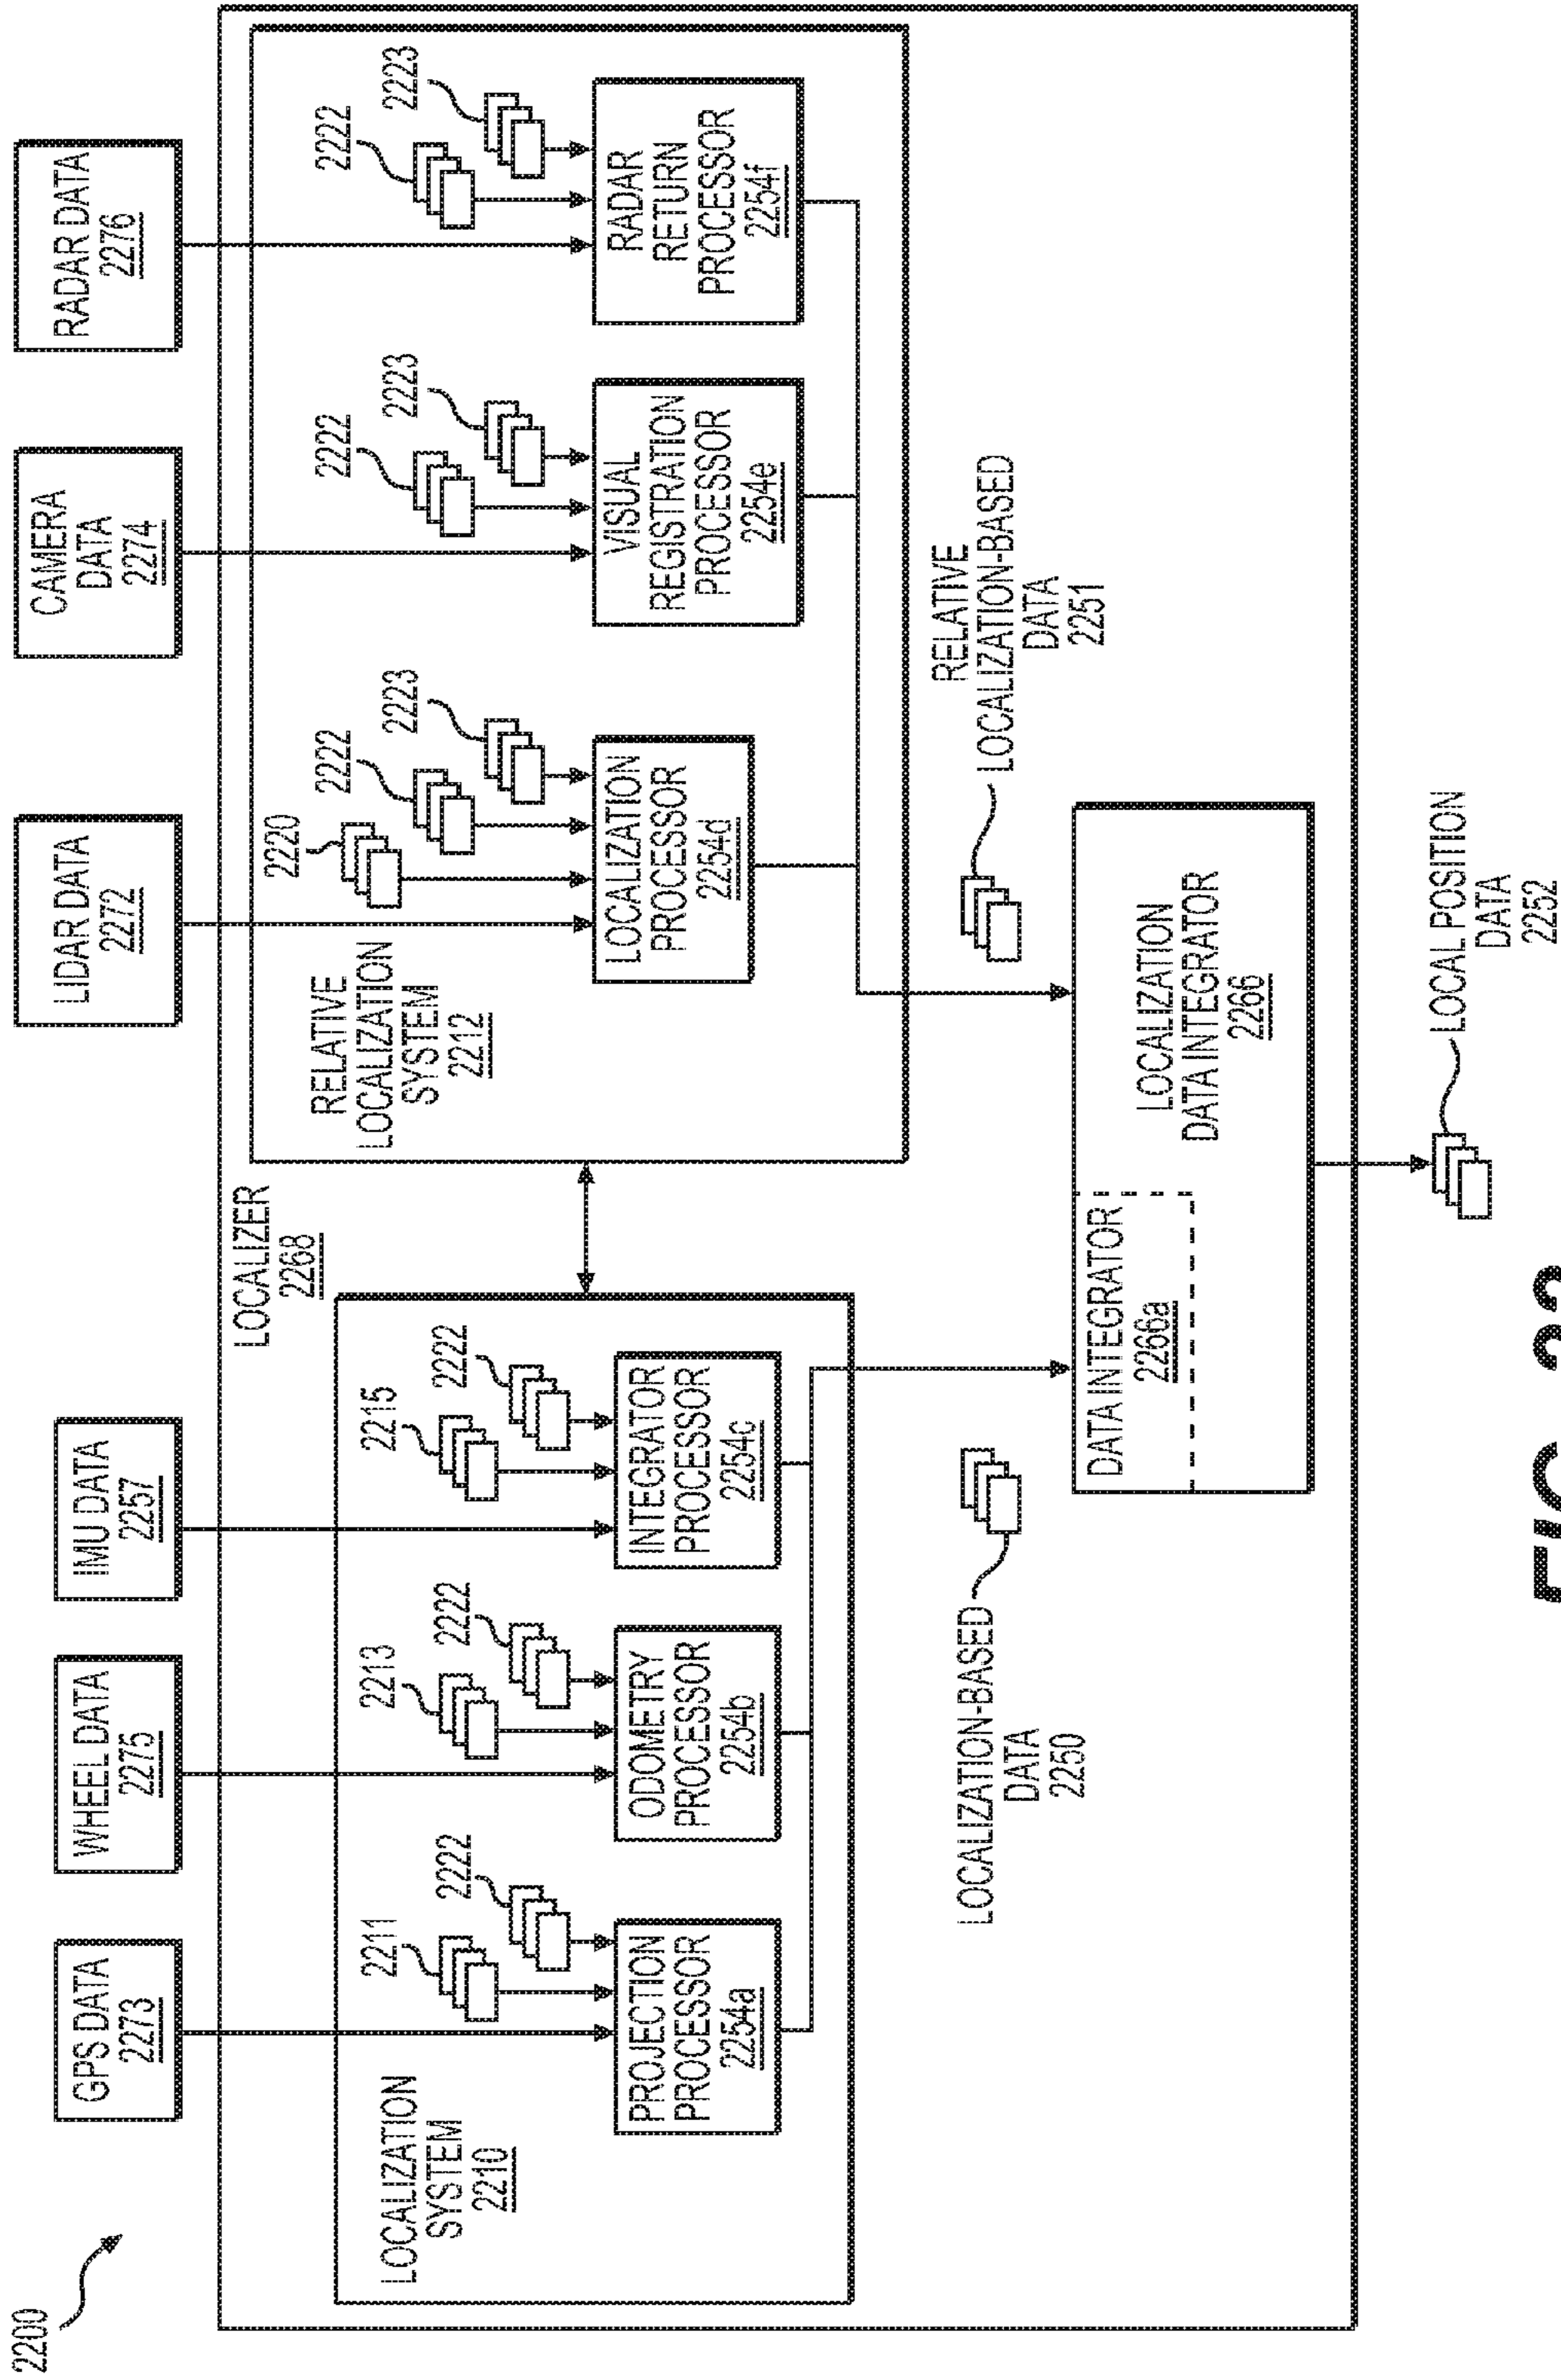 2200
GPS DATA
2273
WHEEL DATA
2275
IMU DATA
2257
LIDAR DATA
2272
CAMERA
DATA
2274
RADAR DATA
2276
LOCALIZER
2268
LOCALIZATION
SYSTEM
2210
2211
2222
PROJECTION
PROCESSOR
2254a
2213
2222
ODOMETRY
PROCESSOR
2254b
2215
2222
INTEGRATOR
PROCESSOR
2254c
RELATIVE
LOCALIZATION
SYSTEM
2212
2220
2222
2223
LOCALIZATION
PROCESSOR
2254d
2222
2223
VISUAL
REGISTRATION
PROCESSOR
2254e
2222
2223
RADAR
RETURN
PROCESSOR
2254f
LOCALIZATION-BASED
DATA
2250
RELATIVE
LOCALIZATION-BASED
DATA
2251
DATA INTEGRATOR
2266a
LOCALIZATION
DATA INTEGRATOR
2266
LOCAL POSITION
DATA
2252